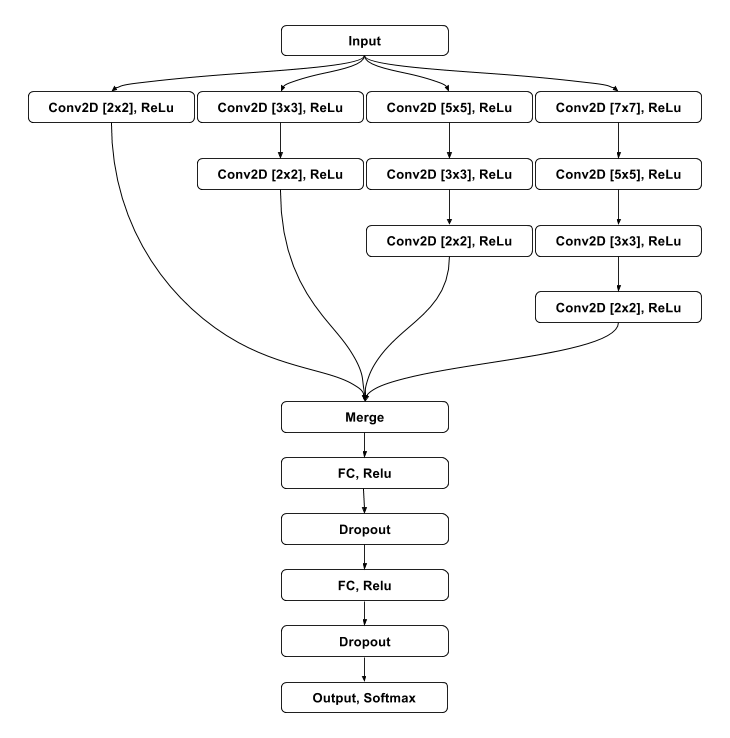 Input
Conv2D [2x2], ReLu
Conv2D [3x3], ReLu
Conv2D [5x5], ReLu
Conv2D [7x7], ReLu
Conv2D [2x2], ReLu
Conv2D [3x3], ReLu
Conv2D [5x5], ReLu
Conv2D [2x2], ReLu
Conv2D [3x3], ReLu
Conv2D [2x2], ReLu
Merge
FC, Relu
Dropout
FC, Relu
Dropout
Output, Softmax